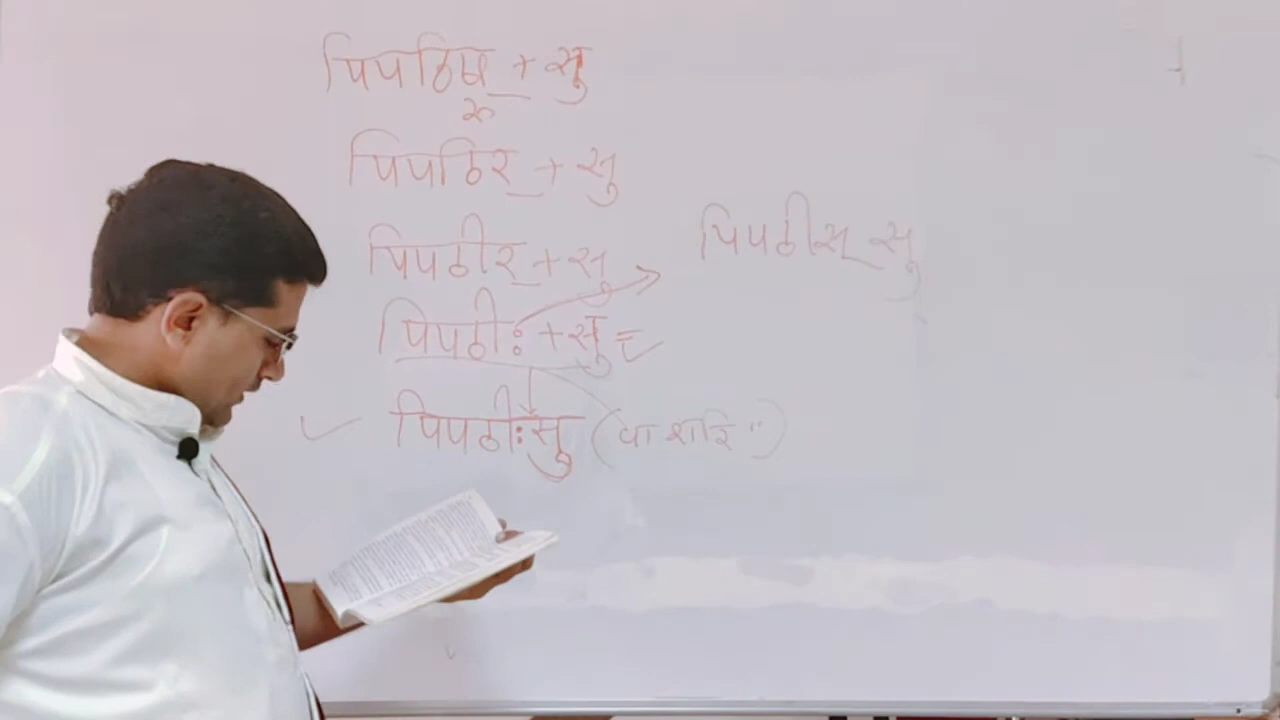 पिपठिष् + सु
रु
पिपठिर् + सु
पिपठीर् + सु
पिपठीस् सु
पिपठीः + सु =
पिपठीःसु (वा शरि")